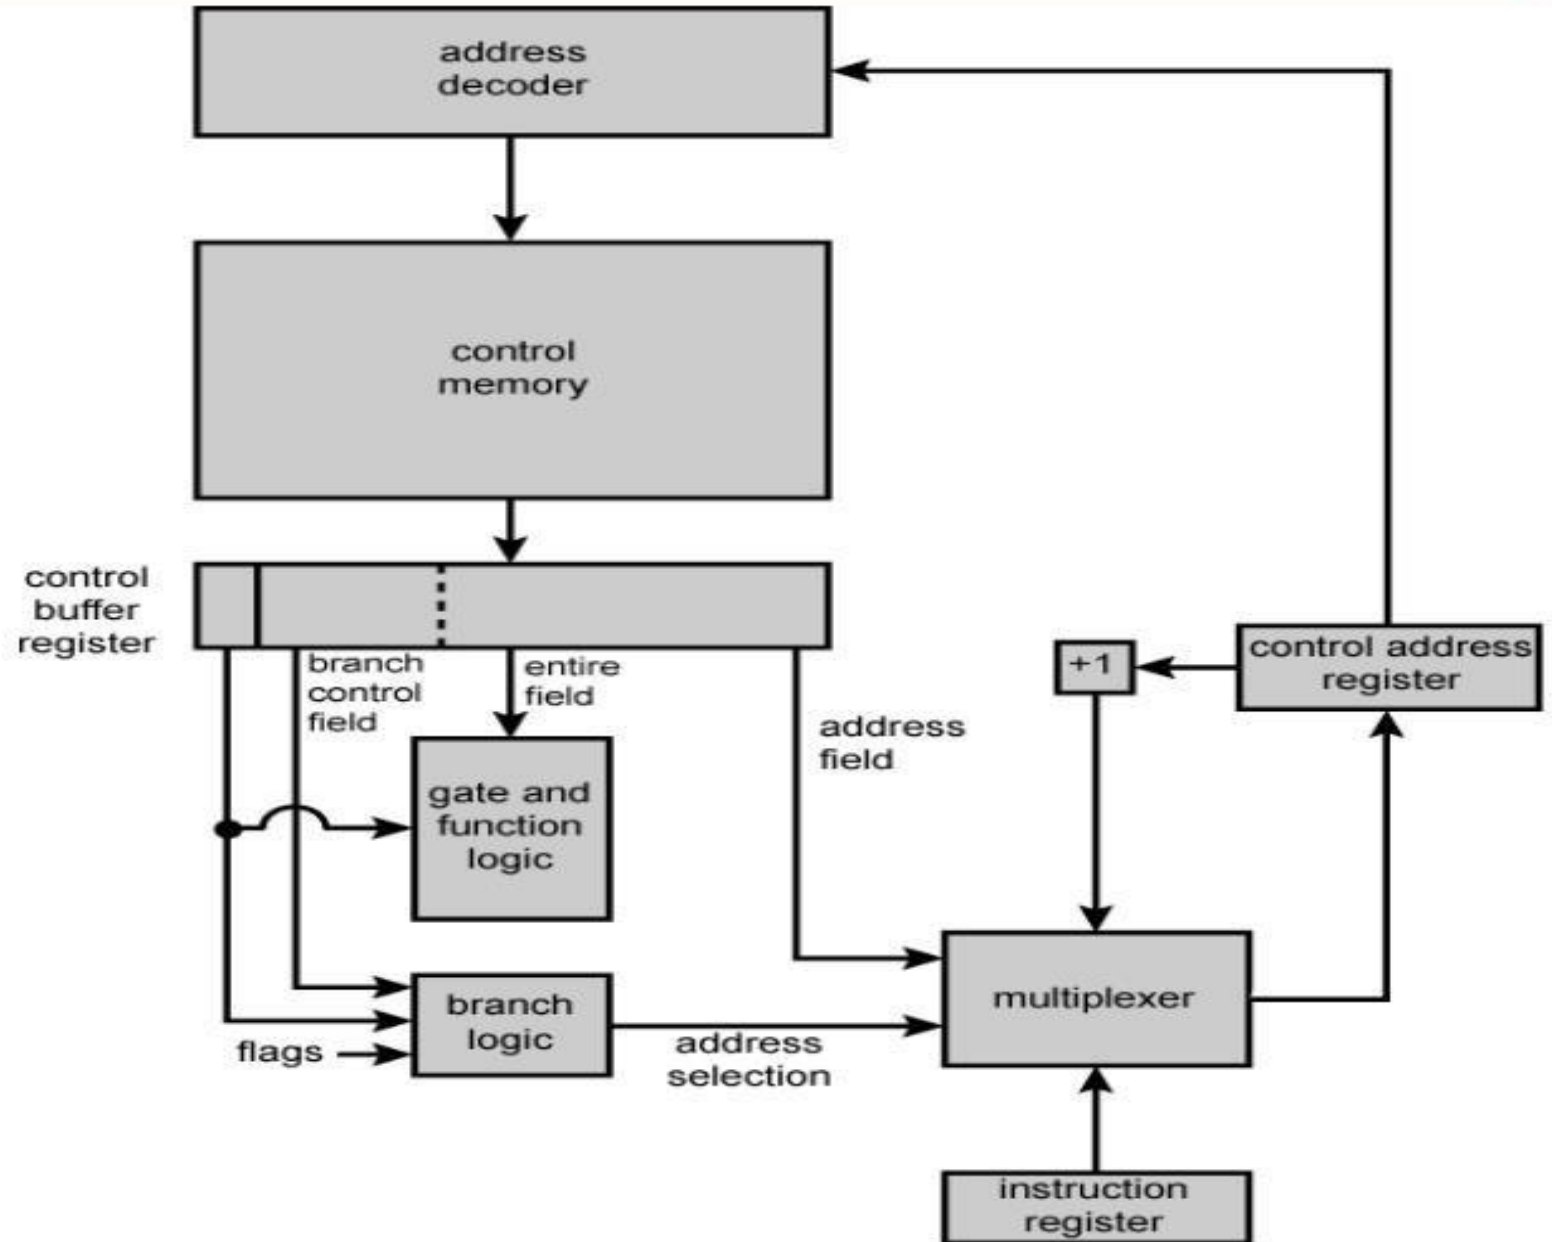 address
decoder
control
memory
control
buffer
register
branch
control
field
entire
field
address
field
+1
control address
register
gate and
function
logic
branch
logic
flags
address
selection
multiplexer
instruction
register